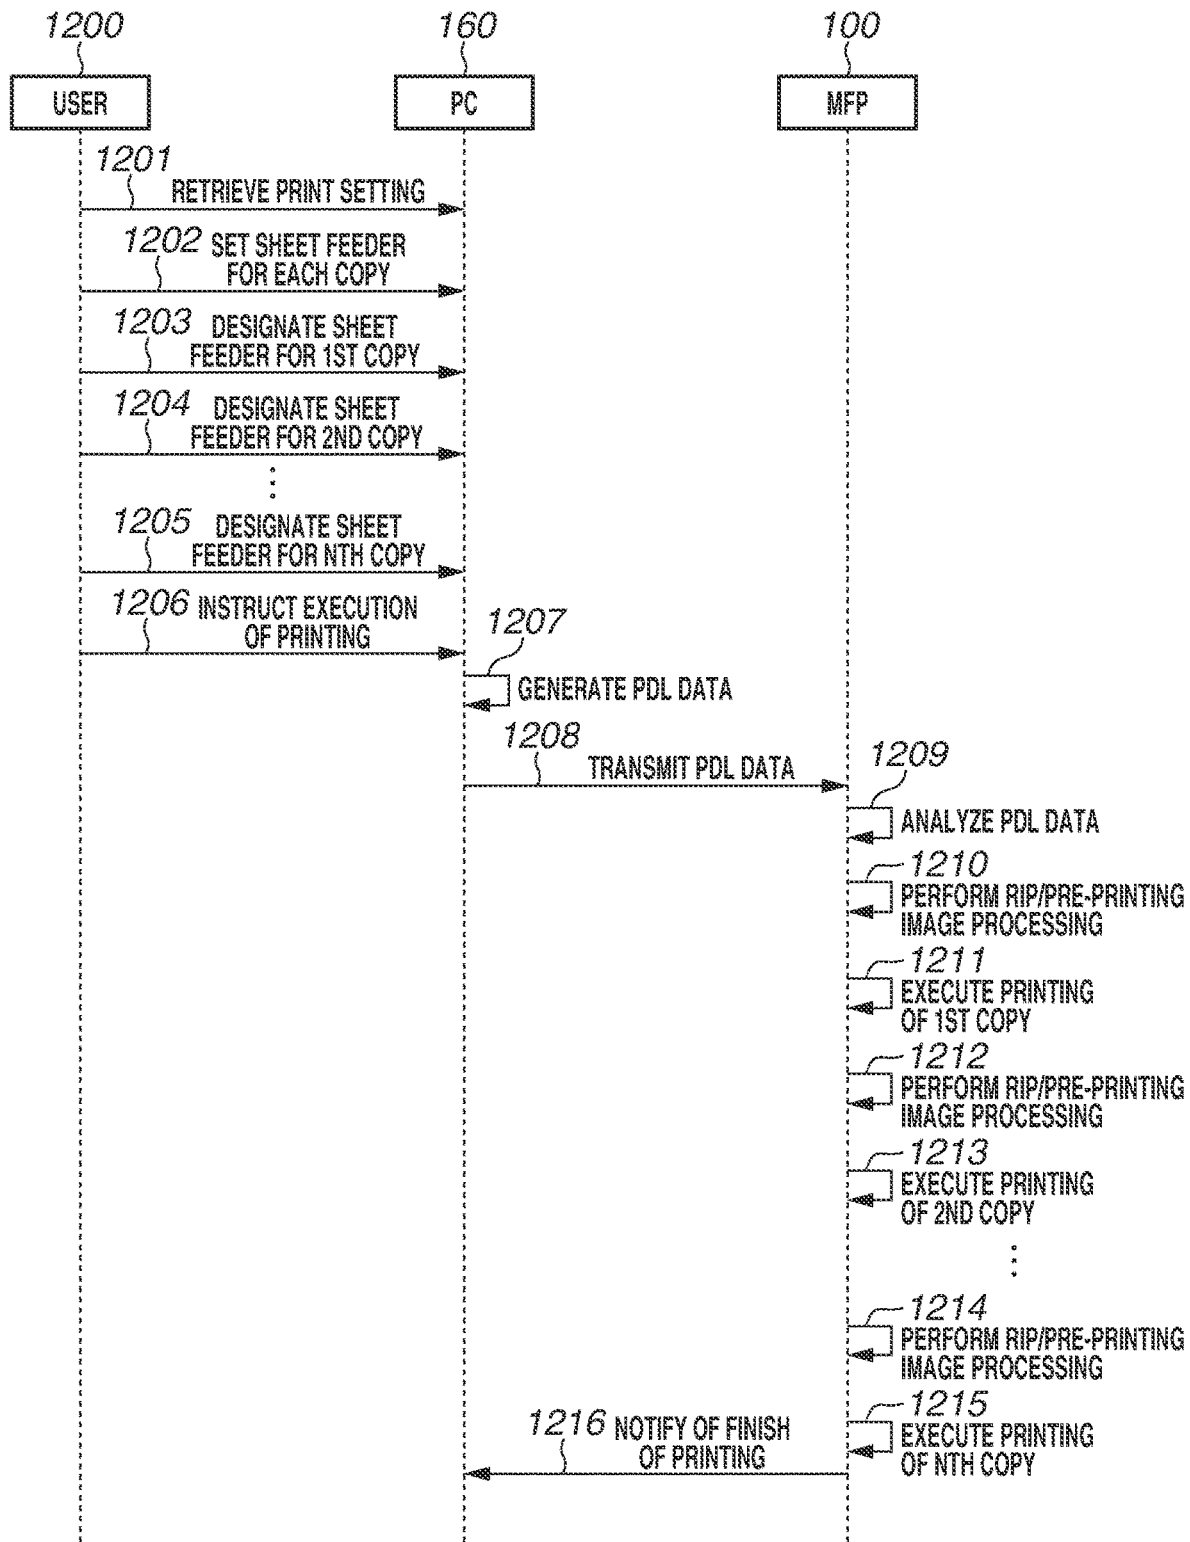 1200
160
100
USER
PC
MFP
1201
RETRIEVE PRINT SETTING
1202
SET SHEET FEEDER
FOR EACH COPY
1203
DESIGNATE SHEET
FEEDER FOR 1ST COPY
1204
DESIGNATE SHEET
FEEDER FOR 2ND COPY
1205
DESIGNATE SHEET
FEEDER FOR NTH COPY
1206
INSTRUCT EXECUTION
OF PRINTING
1207
GENERATE PDL DATA
1208
TRANSMIT PDL DATA
1209
ANALYZE PDL DATA
1210
PERFORM RIP/PRE-PRINTING
IMAGE PROCESSING
1211
EXECUTE PRINTING
OF 1ST COPY
1212
PERFORM RIP/PRE-PRINTING
IMAGE PROCESSING
1213
EXECUTE PRINTING
OF 2ND COPY
1214
PERFORM RIP/PRE-PRINTING
IMAGE PROCESSING
1215
EXECUTE PRINTING
OF NTH COPY
1216
NOTIFY OF FINISH
OF PRINTING